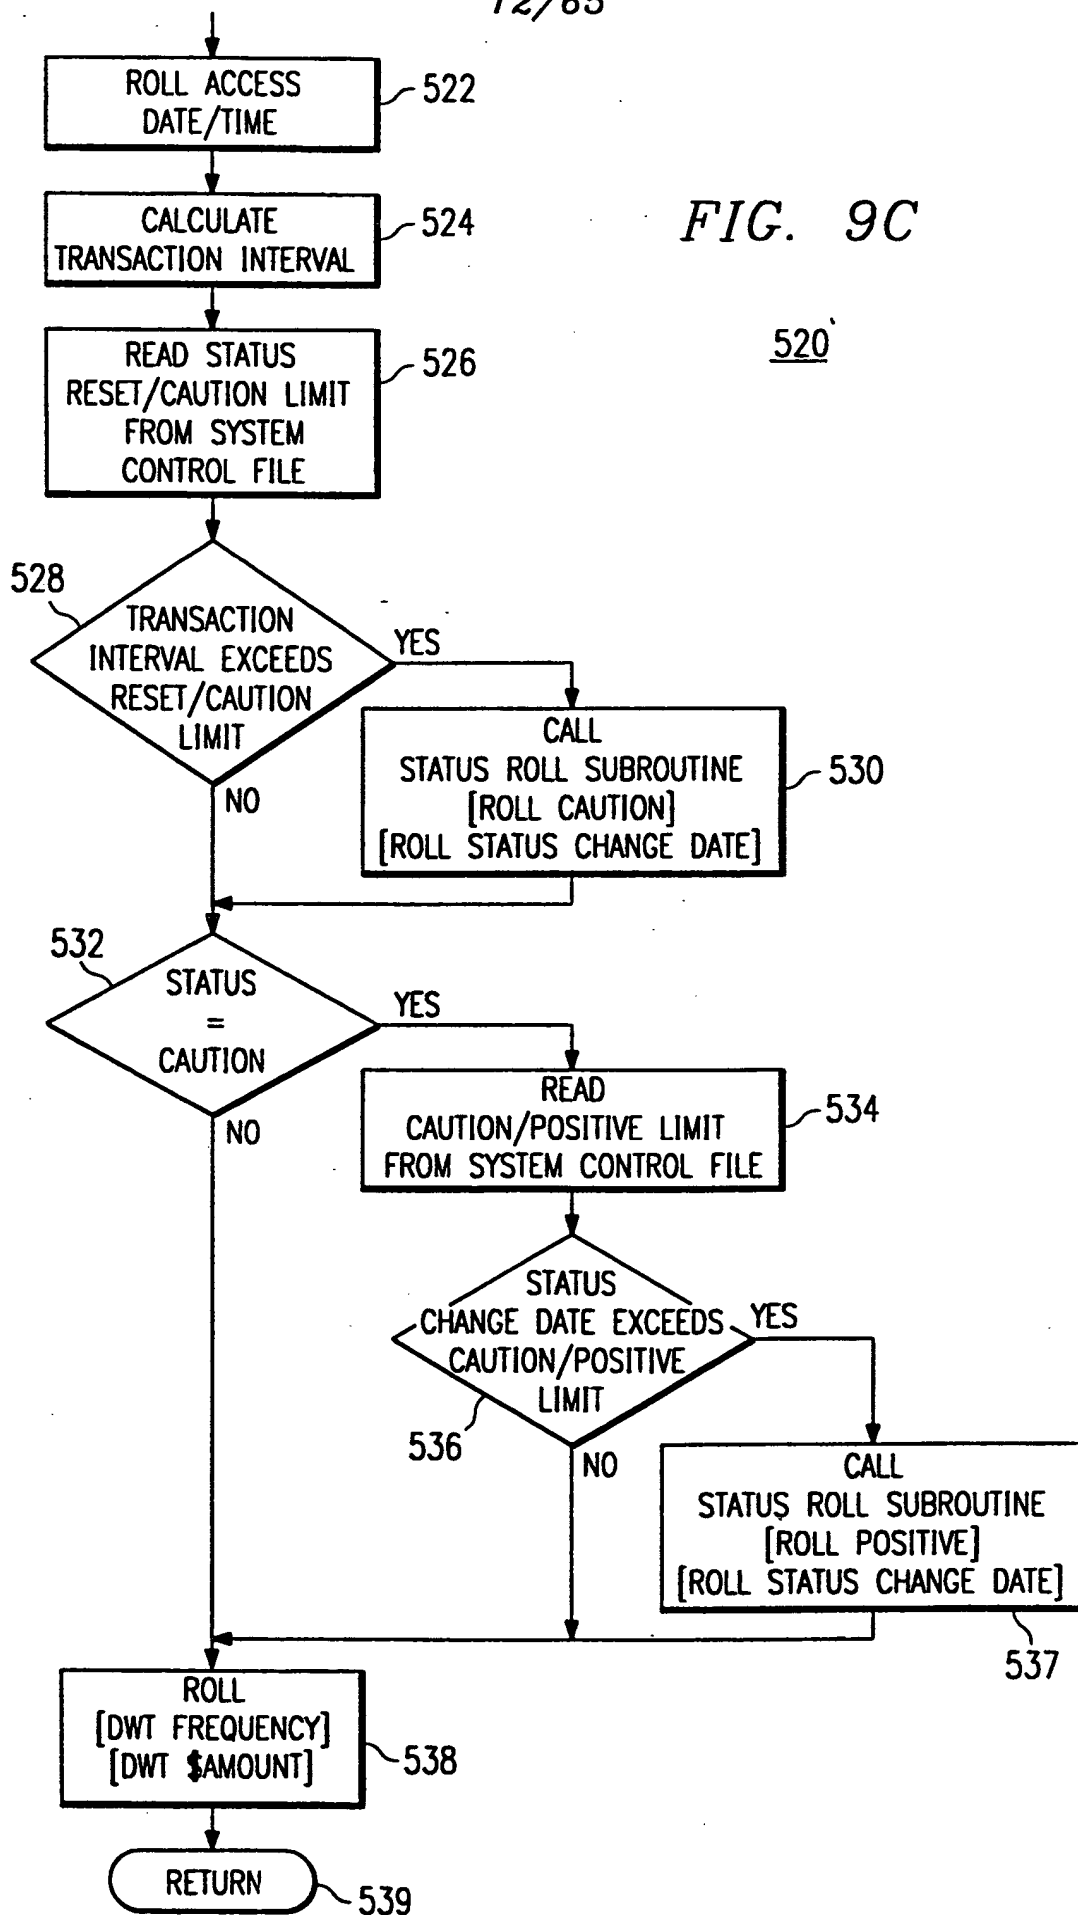 12/85
ROLL ACCESS
DATE/TIME
522
CALCULATE
TRANSACTION INTERVAL
524
FIG. 9C
520'
READ STATUS
RESET/CAUTION LIMIT
FROM SYSTEM
CONTROL FILE
526
528
TRANSACTION
INTERVAL EXCEEDS
RESET/CAUTION
LIMIT
YES
NO
CALL
STATUS ROLL SUBROUTINE
[ROLL CAUTION]
[ROLL STATUS CHANGE DATE]
530
532
STATUS
=
CAUTION
YES
NO
READ
CAUTION/POSITIVE LIMIT
FROM SYSTEM CONTROL FILE
534
STATUS
CHANGE DATE EXCEEDS
CAUTION/POSITIVE
LIMIT
YES
536
NO
CALL
STATUS ROLL SUBROUTINE
[ROLL POSITIVE]
[ROLL STATUS CHANGE DATE]
537
ROLL
[DWT FREQUENCY]
[DWT $AMOUNT]
538
RETURN
539